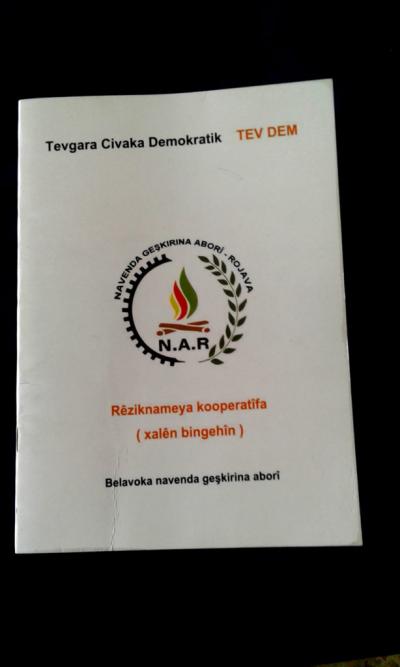 Tevgara Civaka Demokratik TEV DEM
NAVENDA GEŞKIRINA ABORÎ - ROJAVA
N.A.R
Rêziknameya kooperatîfa
( xalên bingehîn )
Belavoka navenda geşkirina aborî